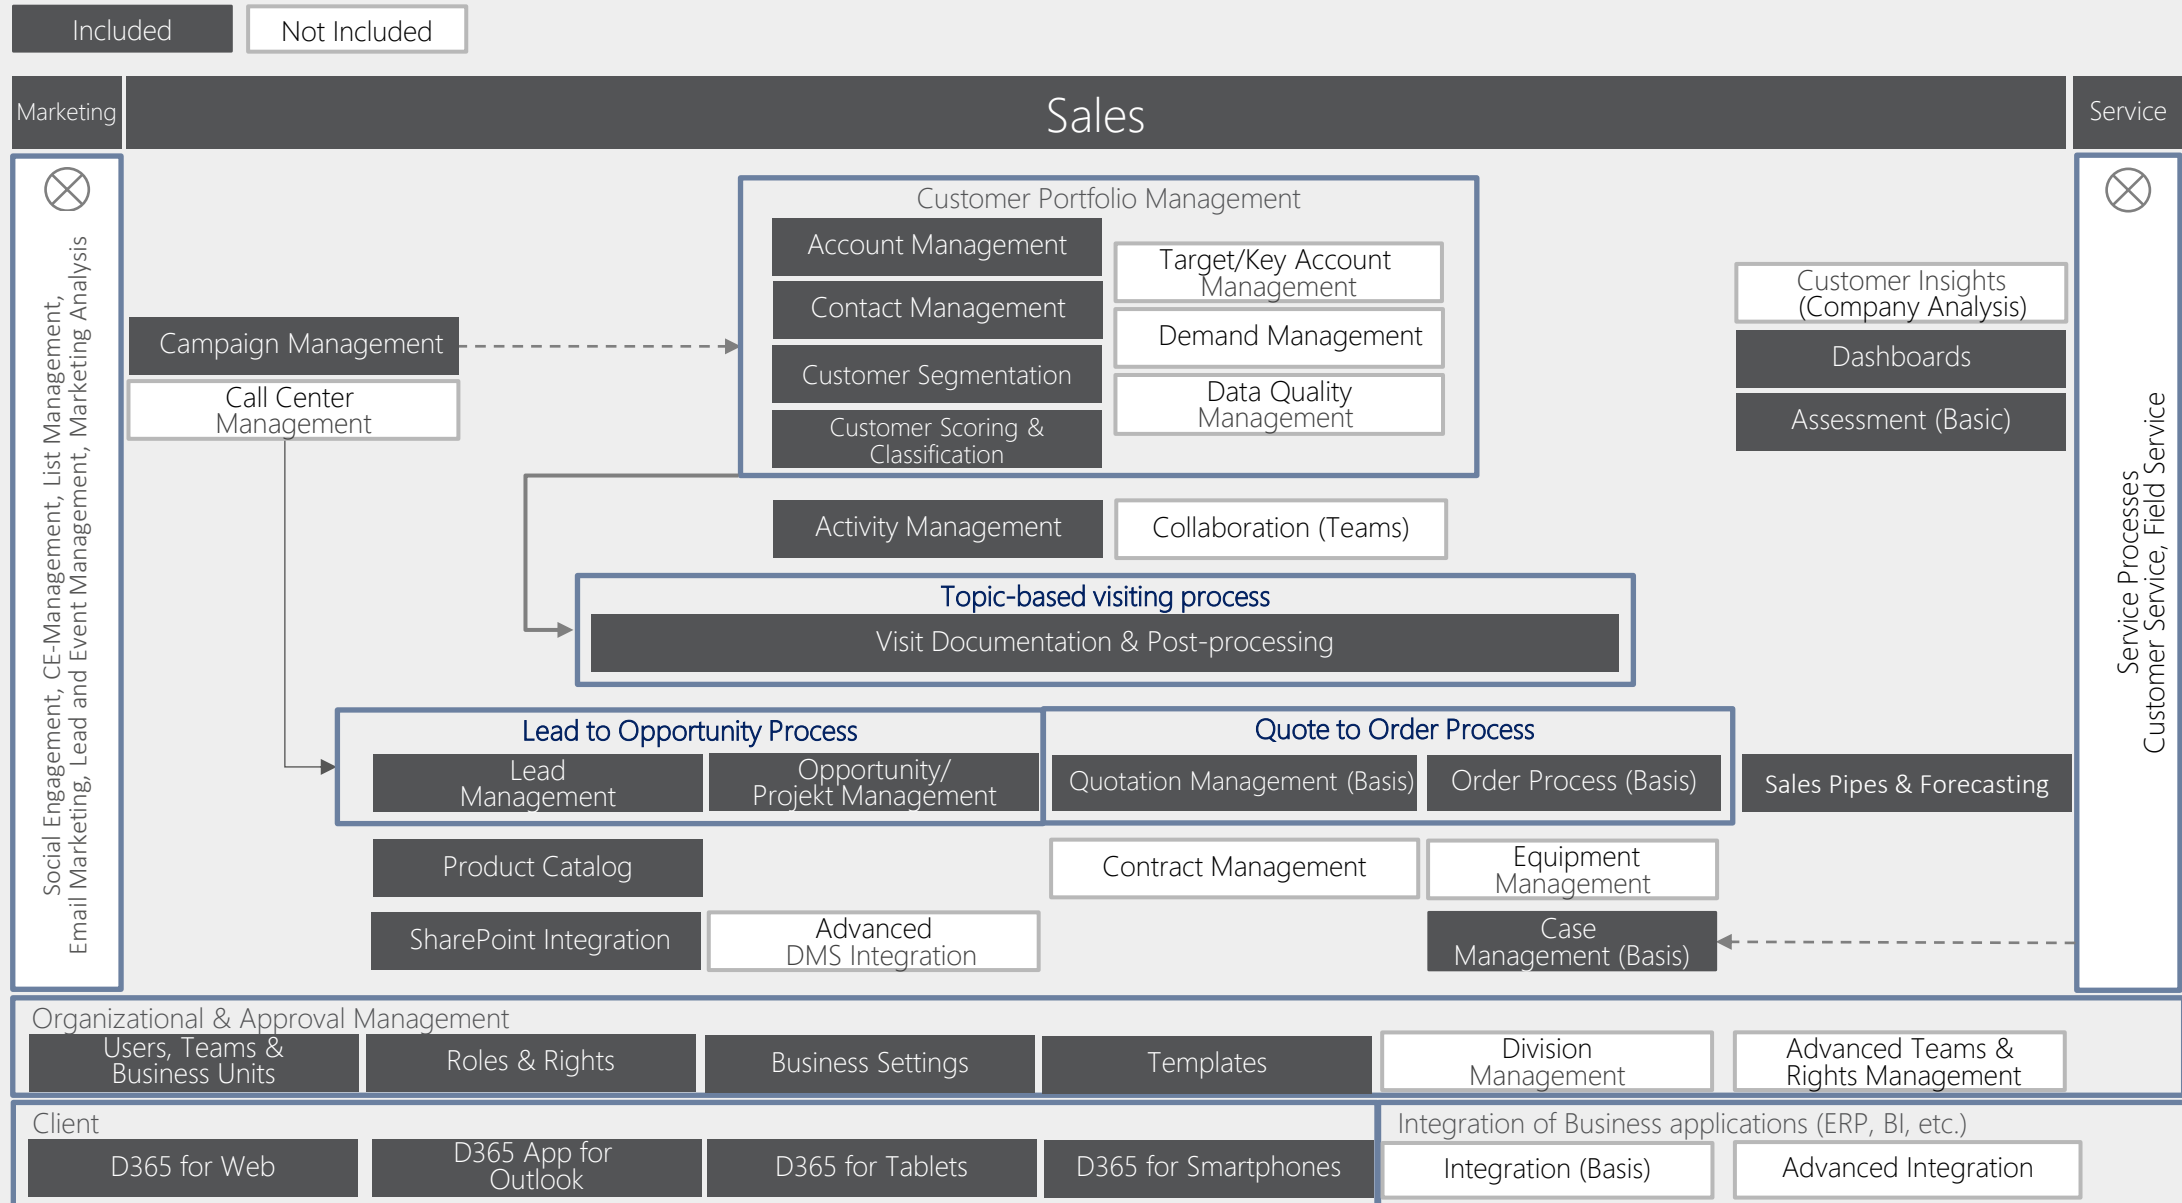 Included
Not Included
Marketing
Sales
Service
Social Engagement, CE-Management, List Management,
Email Marketing, Lead and Event Management, Marketing Analysis
Campaign Management
Call Center
Management
Customer Portfolio Management
Account Management
Contact Management
Customer Segmentation
Customer Scoring &
Classification
Target/Key Account
Management
Demand Management
Data Quality
Management
Customer Insights
(Company Analysis)
Dashboards
Assessment (Basic)
Service Processes
Customer Service, Field Service
Activity Management
Collaboration (Teams)
Topic-based visiting process
Visit Documentation & Post-processing
Lead to Opportunity Process
Lead
Management
Opportunity/
Projekt Management
Quote to Order Process
Quotation Management (Basis)
Order Process (Basis)
Sales Pipes & Forecasting
Product Catalog
Contract Management
Equipment
Management
SharePoint Integration
Advanced
DMS Integration
Case
Management (Basis)
Organizational & Approval Management
Users, Teams &
Business Units
Roles & Rights
Business Settings
Templates
Division
Management
Advanced Teams &
Rights Management
Client
D365 for Web
D365 App for
Outlook
D365 for Tablets
D365 for Smartphones
Integration of Business applications (ERP, BI, etc.)
Integration (Basis)
Advanced Integration